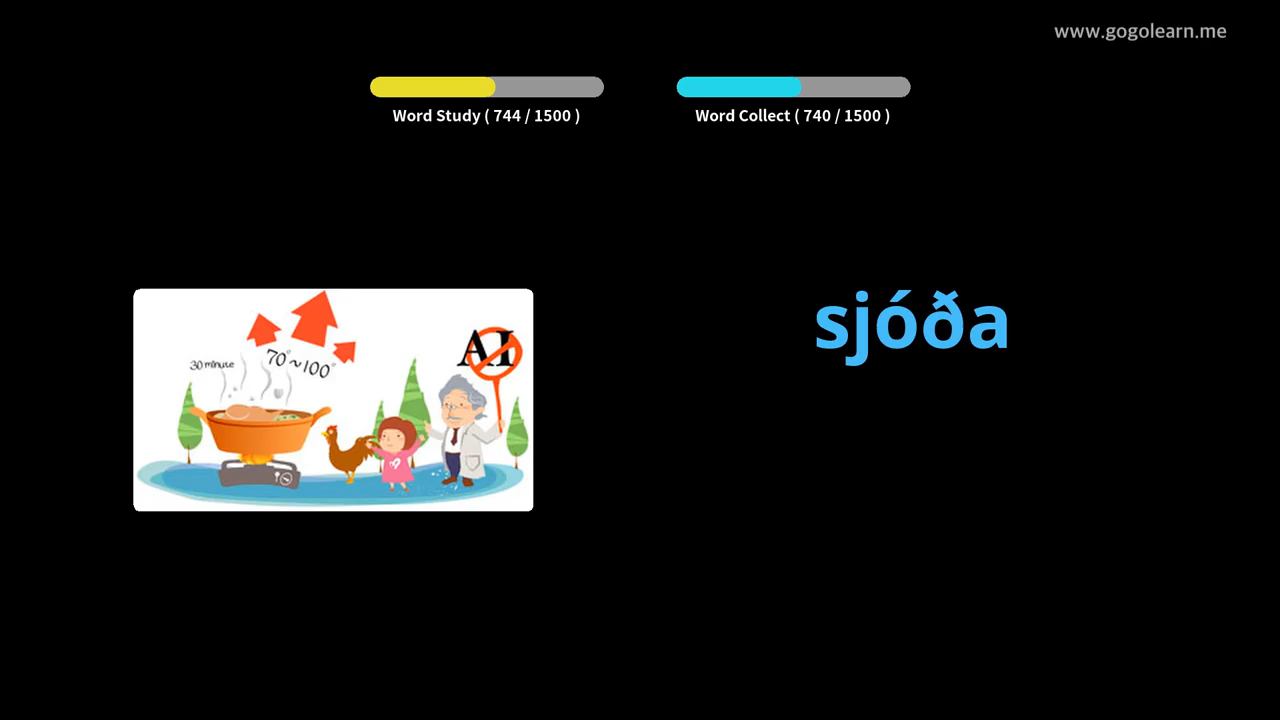 www.gogolearn.me
Word Study ( 744 / 1500 )
Word Collect ( 740 / 1500 )
sjóða
30 minute
70°~100°
AI